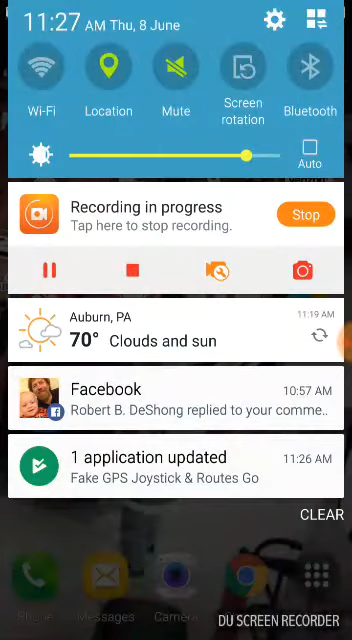 11:27 AM Thu, 8 June
Wi-Fi
Location
Mute
Screen
rotation
Bluetooth
Auto
Recording in progress
Tap here to stop recording.
Stop
Auburn, PA
11:19 AM
70° Clouds and sun
Facebook
10:57 AM
Robert B. DeShong replied to your comme..
1 application updated
11:26 AM
Fake GPS Joystick & Routes Go
CLEAR
Phone
Messages
Camera
DU SCREEN RECORDER